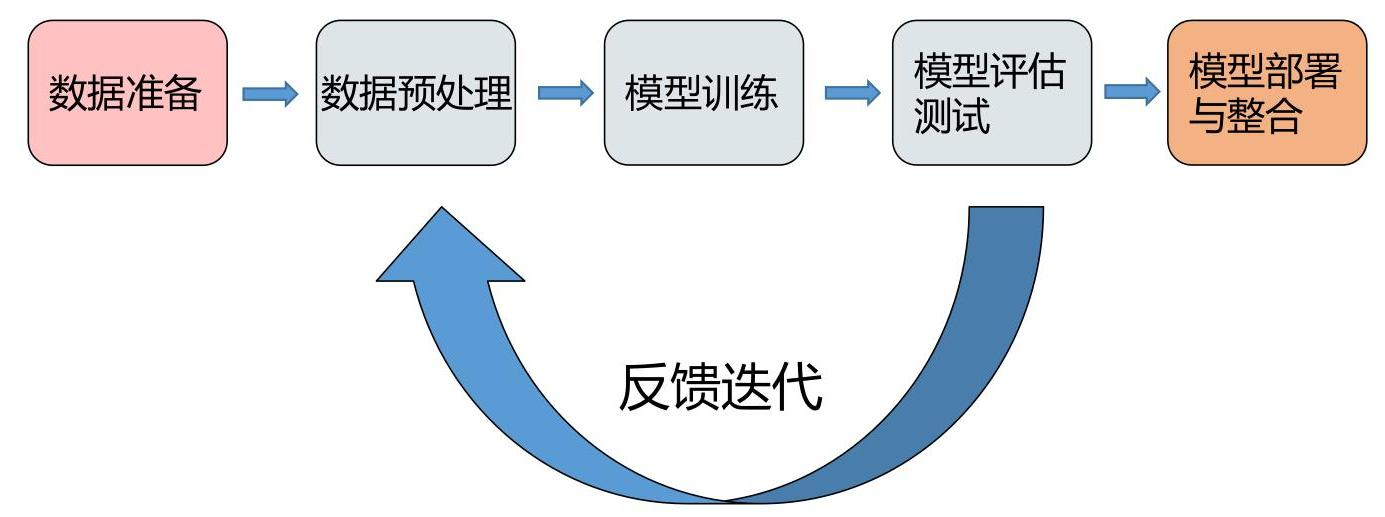 数据准备
数据预处理
模型训练
模型评估
测试
模型部署
与整合
反馈迭代